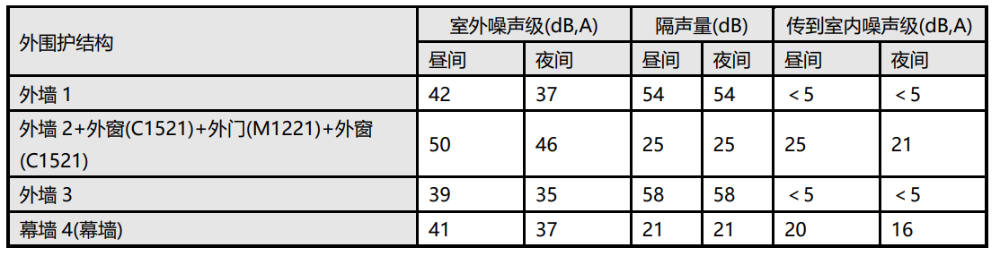 外围护结构 室外噪声级(dB,A) 隔声量(dB) 传到室内噪声级(dB,A)
昼间 夜间 昼间 夜间 昼间 夜间
外墙 1 42 37 54 54 ＜5 ＜5
外墙 2+外窗(C1521)+外门(M1221)+外窗
(C1521) 50 46 25 25 25 21
外墙 3 39 35 58 58 ＜5 ＜5
幕墙 4(幕墙) 41 37 21 21 20 16